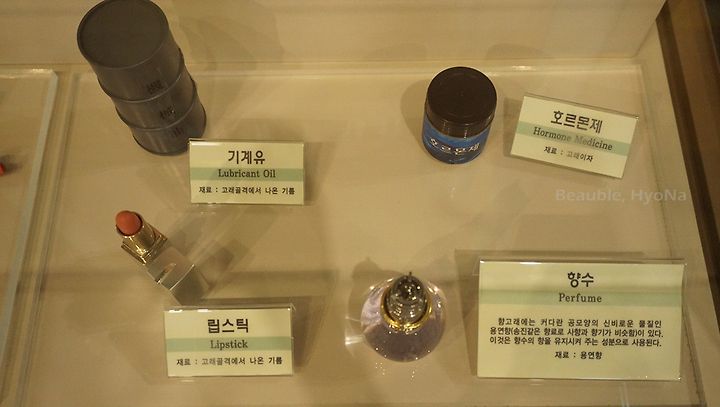 호르몬제
Hormone Medicine
재료 : 고래이자
호르몬제
기계유
Lubricant Oil
재료 : 고래골격에서 나온 기름
Beauble, HyoNa
향수
Perfume
향고래에는 커다란 공모양의 신비로운 물질인
용연향(송진같은 향료로 사향과 향기가 비슷함)이 있다.
이것은 향수의 향을 유지시켜 주는 성분으로 사용된다.
재료 : 용연향
립스틱
Lipstick
재료 : 고래골격에서 나온 기름